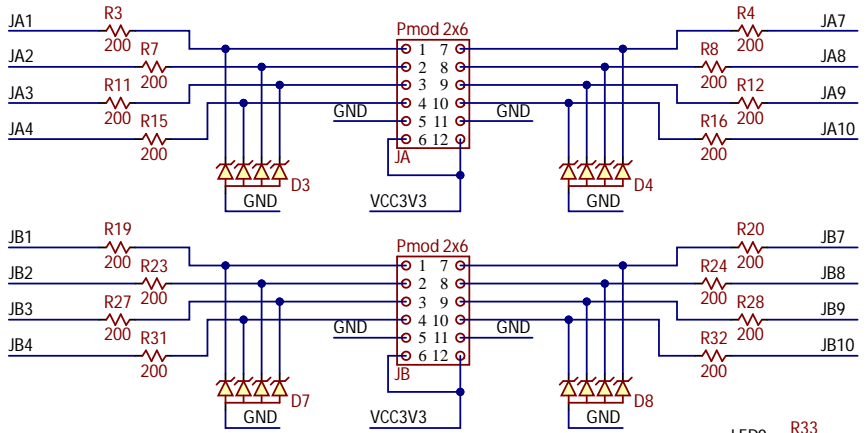 JA1 R3 200 Pmod 2x6 R4 200 JA7
JA2 R7 200 1 7 R8 200 JA8
2 8
JA3 R11 200 3 9 R12 200 JA9
4 10
JA4 R15 200 GND 5 11 GND R16 200 JA10
6 12
JA
D3 D4
GND VCC3V3 GND
JB1 R19 200 Pmod 2x6 R20 200 JB7
JB2 R23 200 1 7 R24 200 JB8
2 8
JB3 R27 200 3 9 R28 200 JB9
4 10
JB4 R31 200 GND 5 11 GND R32 200 JB10
6 12
JB
D7 D8
GND VCC3V3 GND
R33